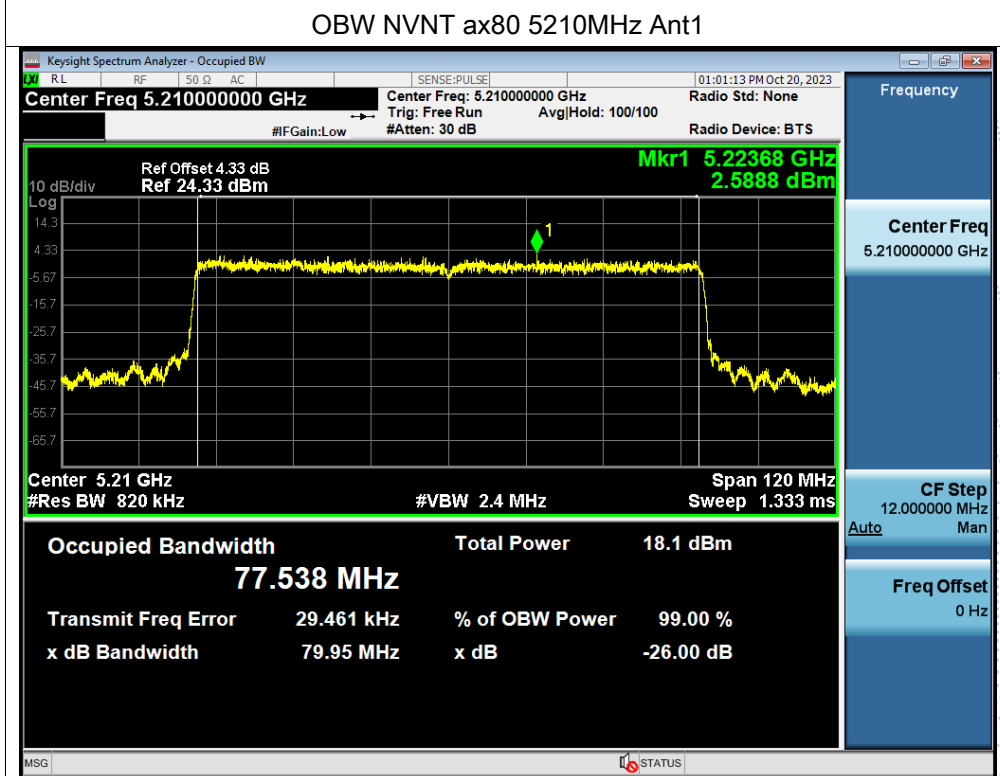 OBW NVNT ax80 5210MHz Ant1
Keysight Spectrum Analyzer - Occupied BW
LXI RL RF 50 Ω AC SENSE:PULSE 01:01:13 PM Oct 20, 2023
Center Freq 5.210000000 GHz
Center Freq: 5.210000000 GHz
Radio Std: None
Trig: Free Run Avg|Hold: 100/100
#IFGain:Low
#Atten: 30 dB
Radio Device: BTS
Mkr1 5.22368 GHz
2.5888 dBm
Ref Offset 4.33 dB
10 dB/div Ref 24.33 dBm
Log
14.3
4.33
-5.67
-15.7
-25.7
-35.7
-45.7
-55.7
-65.7
1
Center 5.21 GHz Span 120 MHz
#Res BW 820 kHz #VBW 2.4 MHz Sweep 1.333 ms
Occupied Bandwidth Total Power 18.1 dBm
77.538 MHz
Transmit Freq Error 29.461 kHz % of OBW Power 99.00 %
x dB Bandwidth 79.95 MHz x dB -26.00 dB
MSG STATUS
Frequency
Center Freq
5.210000000 GHz
CF Step
12.000000 MHz
Auto Man
Freq Offset
0 Hz